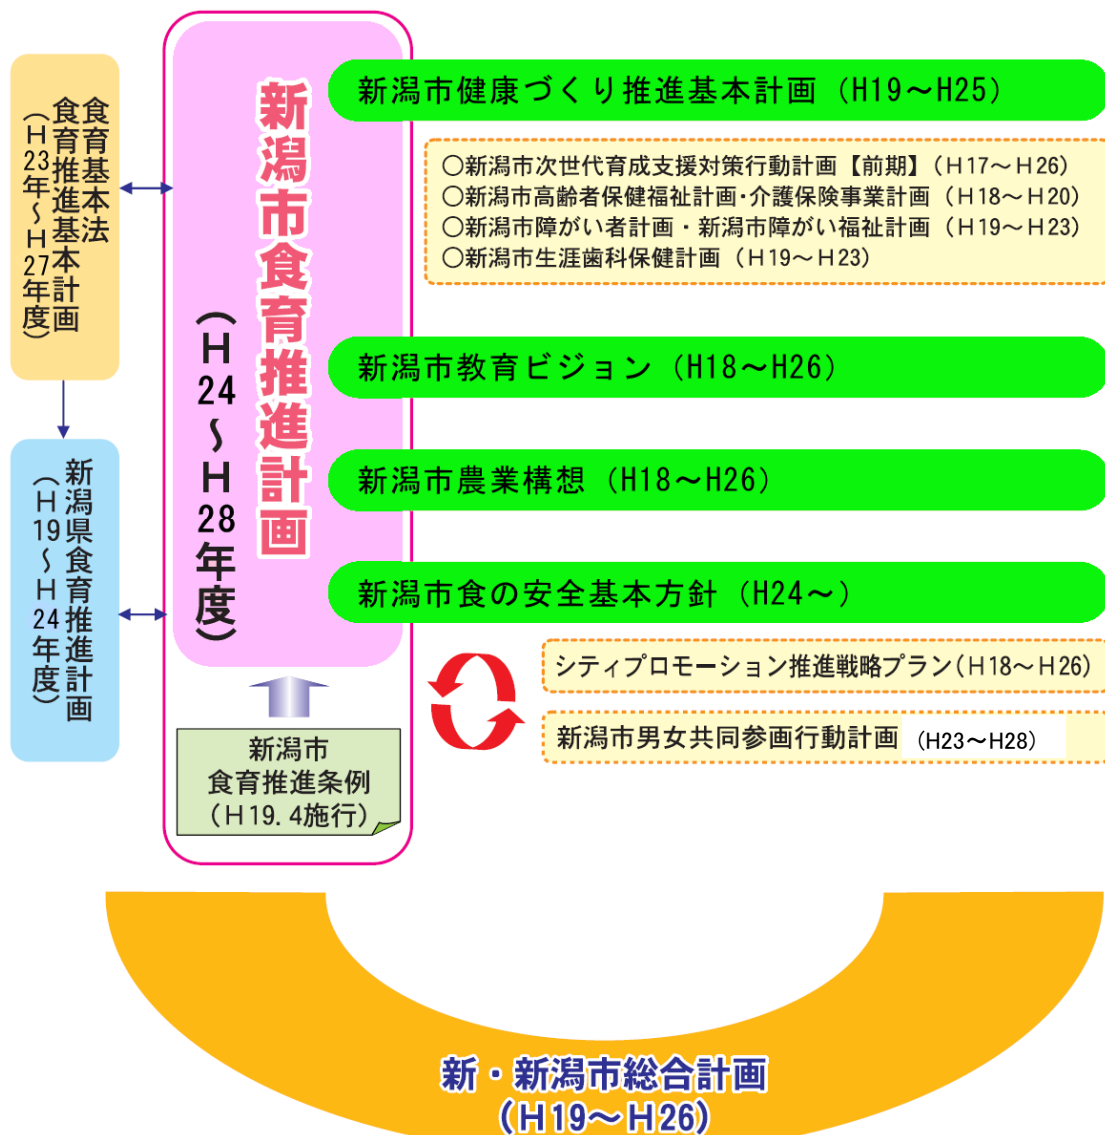 食育基本法
食育推進基本計画
（Ｈ23年～Ｈ27年度）
新潟県食育推進計画
（Ｈ19～Ｈ24年度）
新潟市食育推進計画
（Ｈ24～Ｈ28年度）
新潟市
食育推進条例
（Ｈ19.4施行）
新潟市健康づくり推進基本計画（H19～H25）
○新潟市次世代育成支援対策行動計画【前期】（Ｈ17～Ｈ26）
○新潟市高齢者保健福祉計画･介護保険事業計画（Ｈ18～Ｈ20）
○新潟市障がい者計画・新潟市障がい福祉計画（Ｈ19～Ｈ23）
○新潟市生涯歯科保健計画（Ｈ19～Ｈ23）
新潟市教育ビジョン（H18～H26）
新潟市農業構想（H18～H26）
新潟市食の安全基本方針（H24～）
シティプロモーション推進戦略プラン(Ｈ18～Ｈ26)
新潟市男女共同参画行動計画（H23～H28）
新・新潟市総合計画
（Ｈ19～Ｈ26）